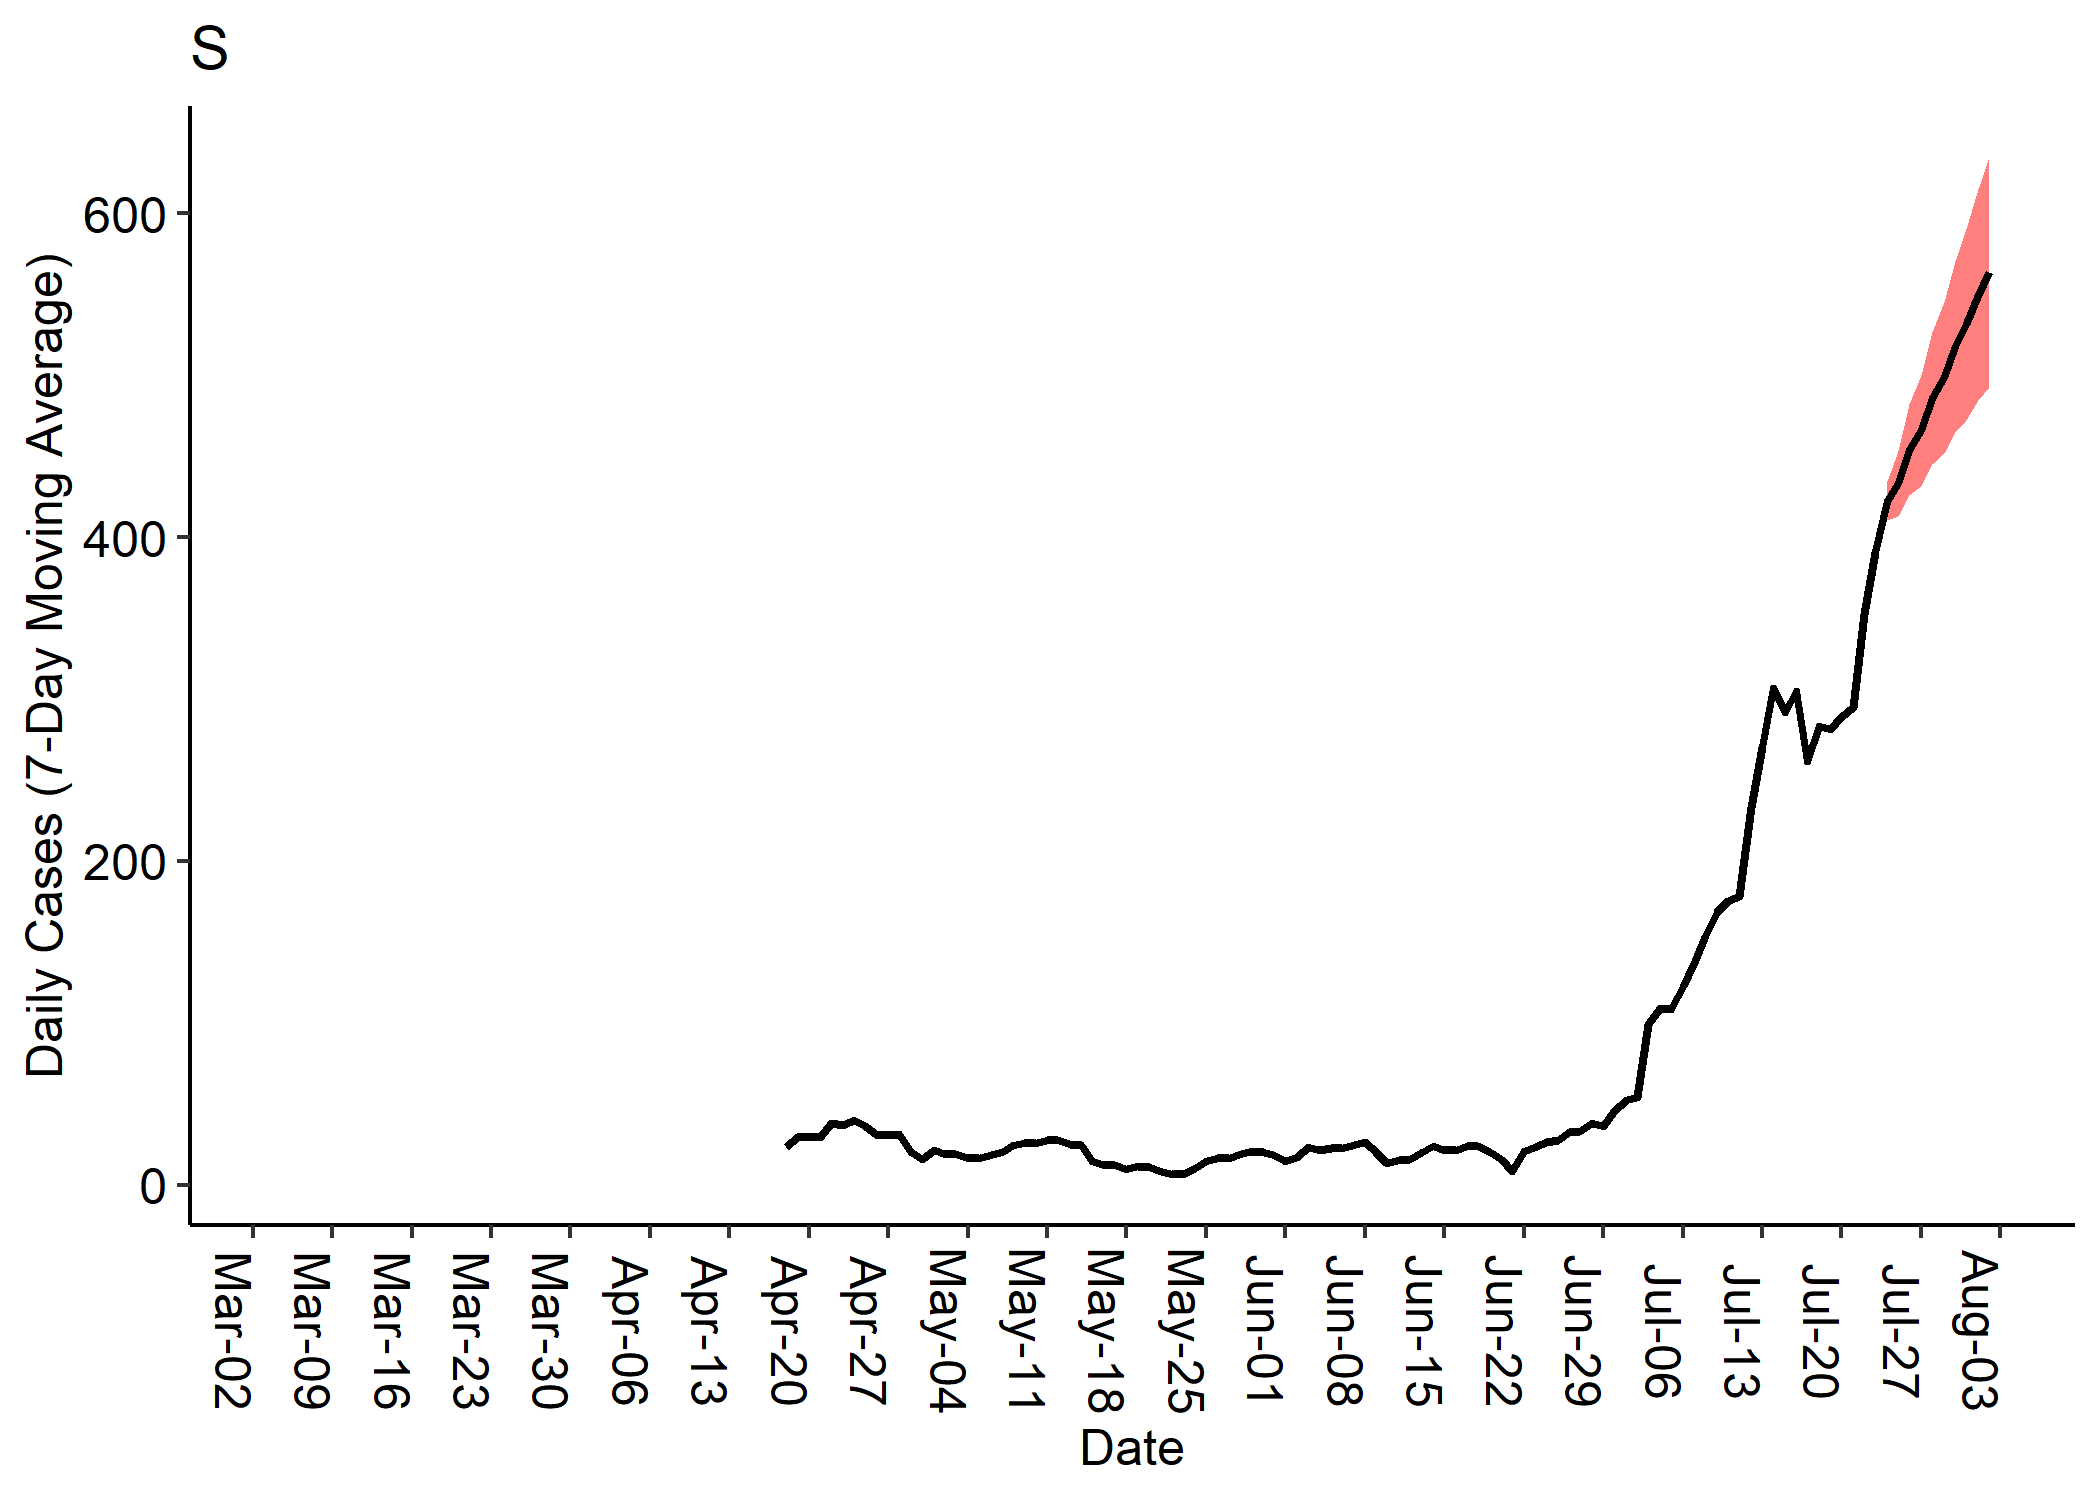 S
Daily Cases (7-Day Moving Average)
600
400
200
0
Mar-02
Mar-09
Mar-16
Mar-23
Mar-30
Apr-06
Apr-13
Apr-20
Apr-27
May-04
May-11
May-18
May-25
Jun-01
Jun-08
Jun-15
Jun-22
Jun-29
Jul-06
Jul-13
Jul-20
Jul-27
Aug-03
Date